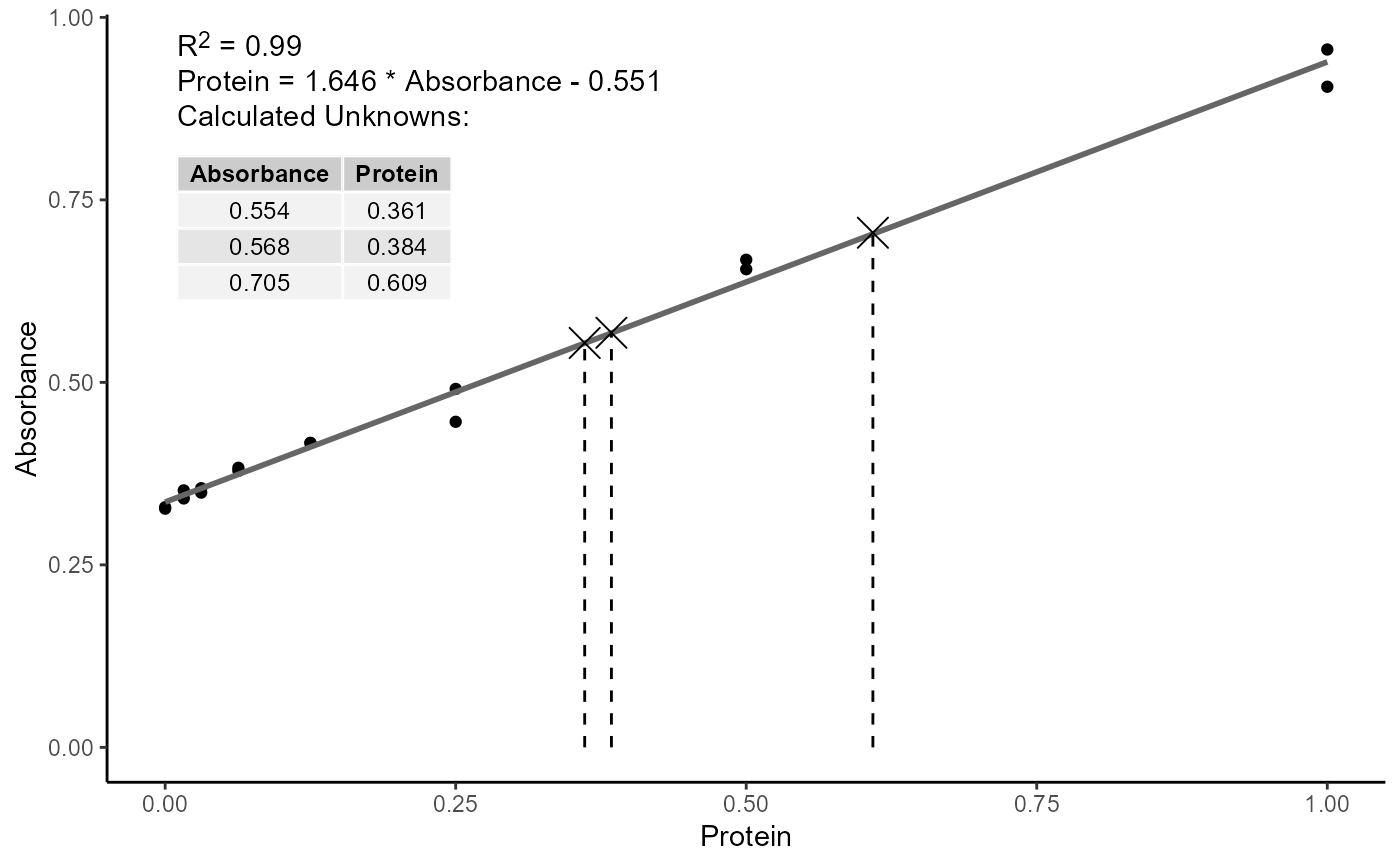 R² = 0.99
Protein = 1.646 * Absorbance - 0.551
Calculated Unknowns:
Absorbance Protein
0.554 0.361
0.568 0.384
0.705 0.609
1.00
0.75
0.50
0.25
0.00
Absorbance
0.00 0.25 0.50 0.75 1.00
Protein